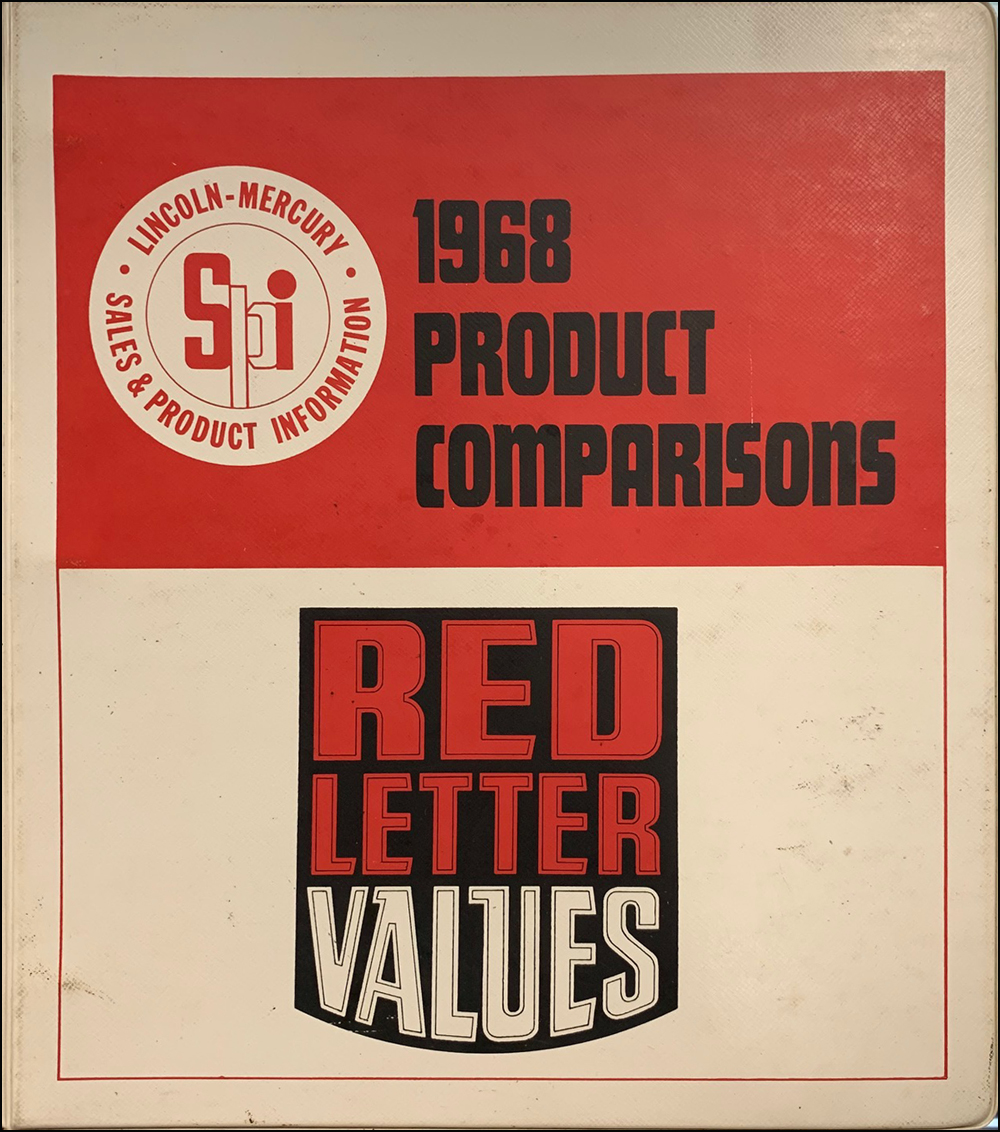 LINCOLN-MERCURY
• SALES & PRODUCT INFORMATION •
Spi
1968
PRODUCT
COMPARISONS
RED
LETTER
VALUES